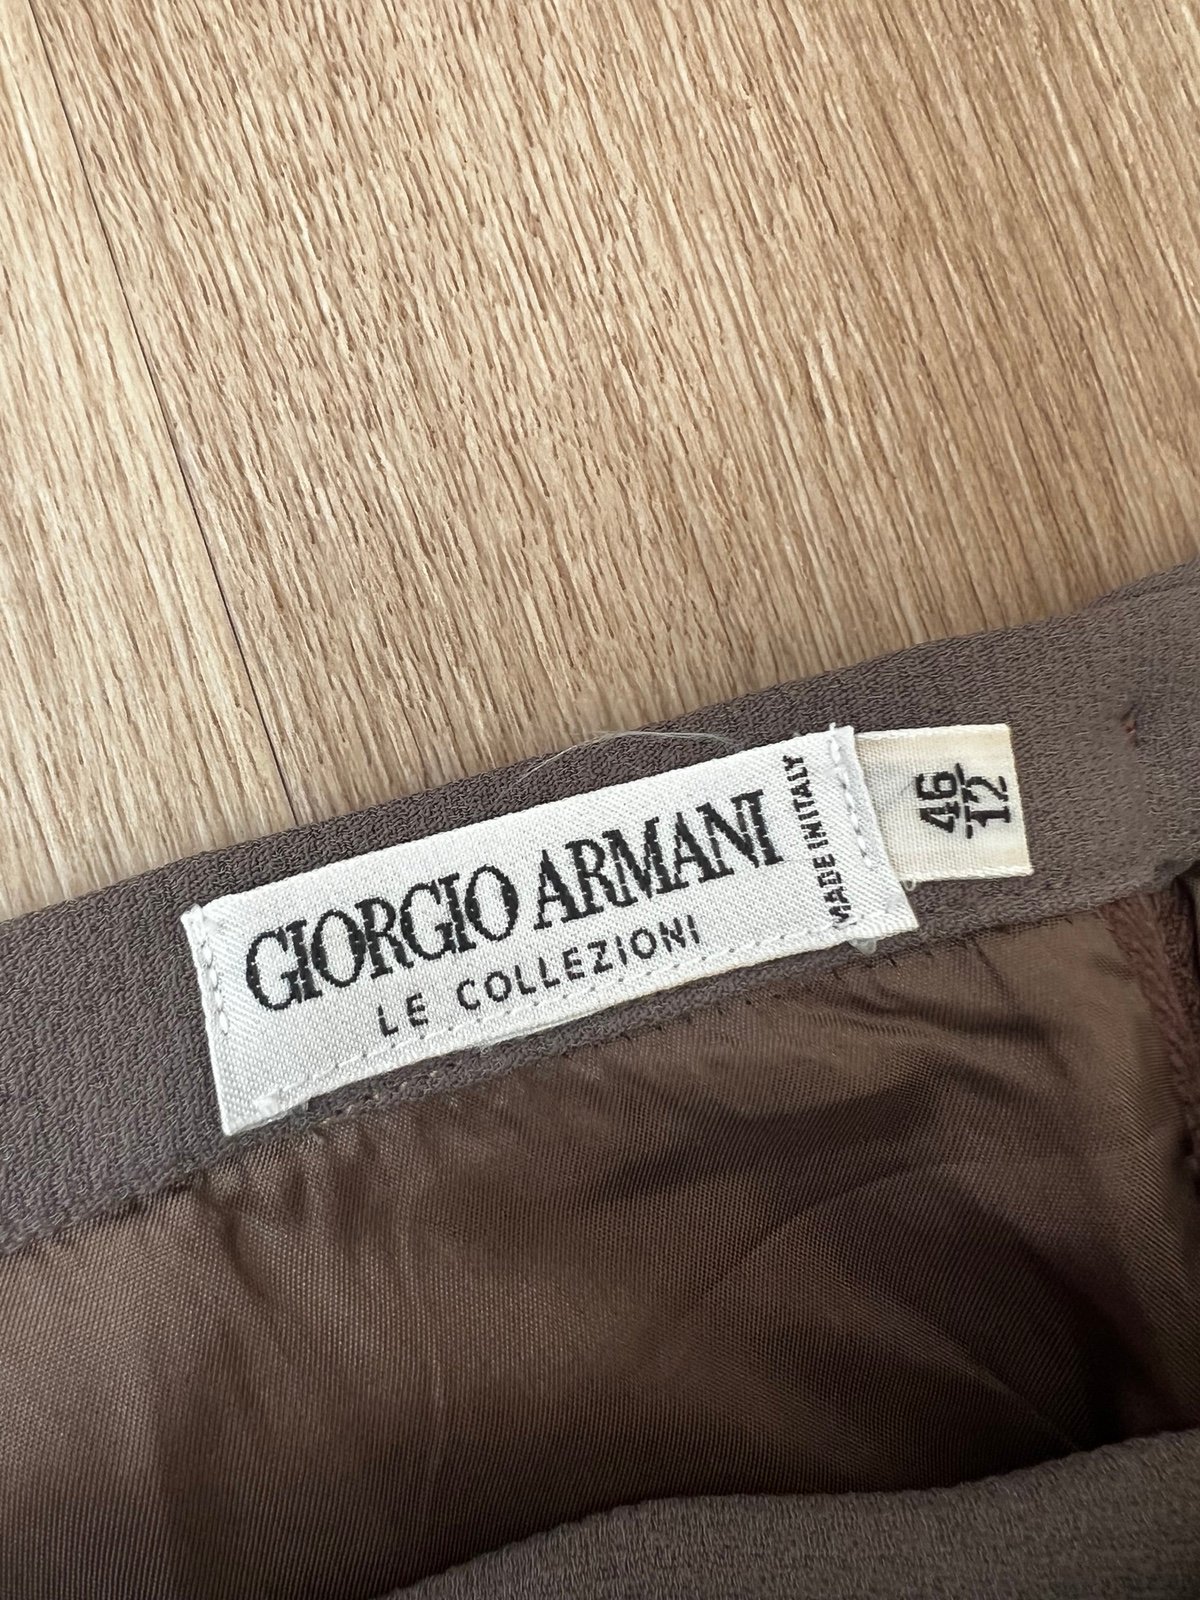 GIORGIO ARMANI
LE COLLEZIONI
MADE IN ITALY
46
12